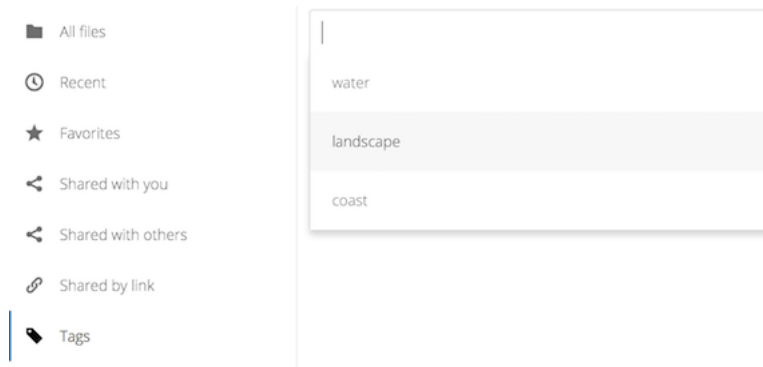 All files
Recent
Favorites
Shared with you
Shared with others
Shared by link
Tags
water
landscape
coast